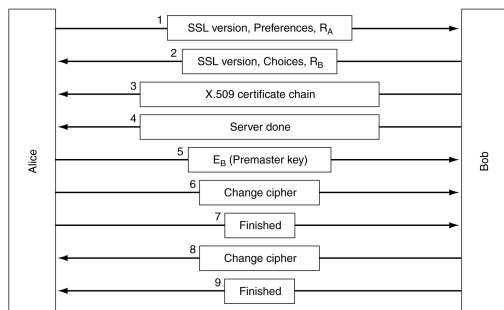 1
SSL version, Preferences, R_A
2
SSL version, Choices, R_B
3
X.509 certificate chain
4
Server done
Alice
Bob
5
E_B (Premaster key)
6
Change cipher
7
Finished
8
Change cipher
9
Finished